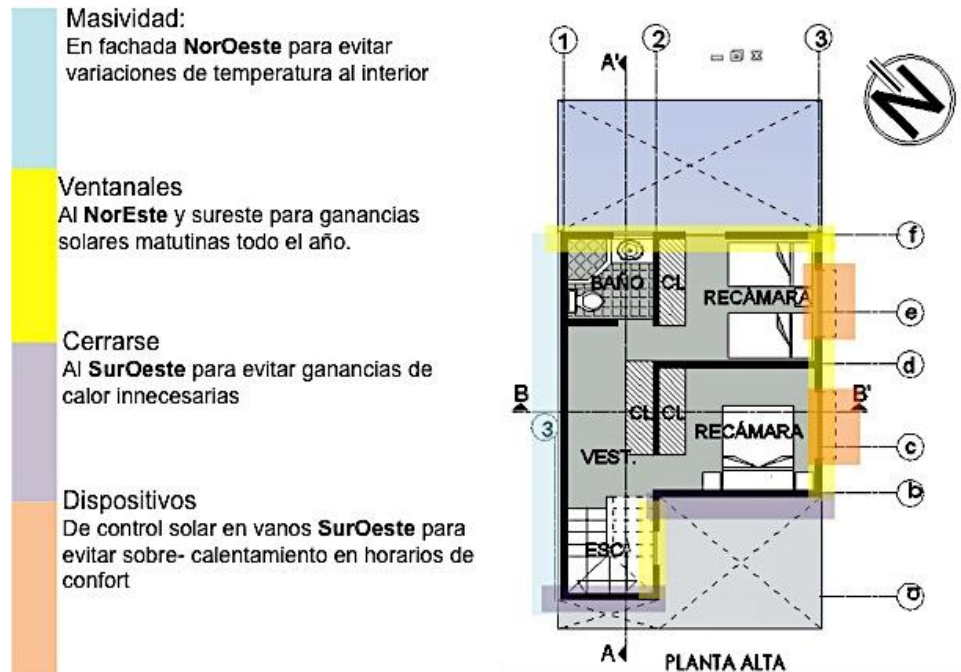 Masividad:
En fachada NorOeste para evitar
variaciones de temperatura al interior
Ventanales
Al NorEste y sureste para ganancias
solares matutinas todo el año.
Cerrarse
Al SurOeste para evitar ganancias de
calor innecesarias
Dispositivos
De control solar en vanos SurOeste para
evitar sobre- calentamiento en horarios de
confort
1
2
3
A'
N
f
BAÑO
CL
RECÁMARA
e
d
B
B'
3
CL
CL
RECÁMARA
c
VEST.
b
ESC.
A
PLANTA ALTA